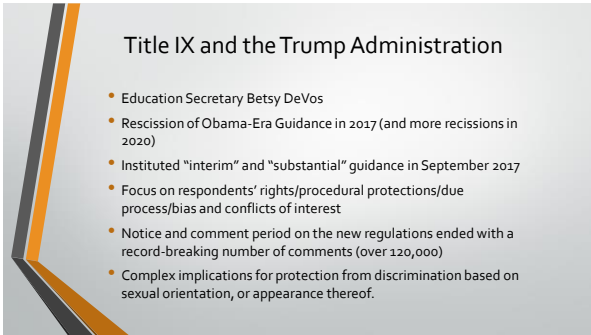 Title IX and the Trump Administration
• Education Secretary Betsy DeVos
• Rescission of Obama-Era Guidance in 2017 (and more recissions in
2020)
• Instituted “interim” and “substantial” guidance in September 2017
• Focus on respondents’ rights/procedural protections/due
process/bias and conflicts of interest
• Notice and comment period on the new regulations ended with a
record-breaking number of comments (over 120,000)
• Complex implications for protection from discrimination based on
sexual orientation, or appearance thereof.